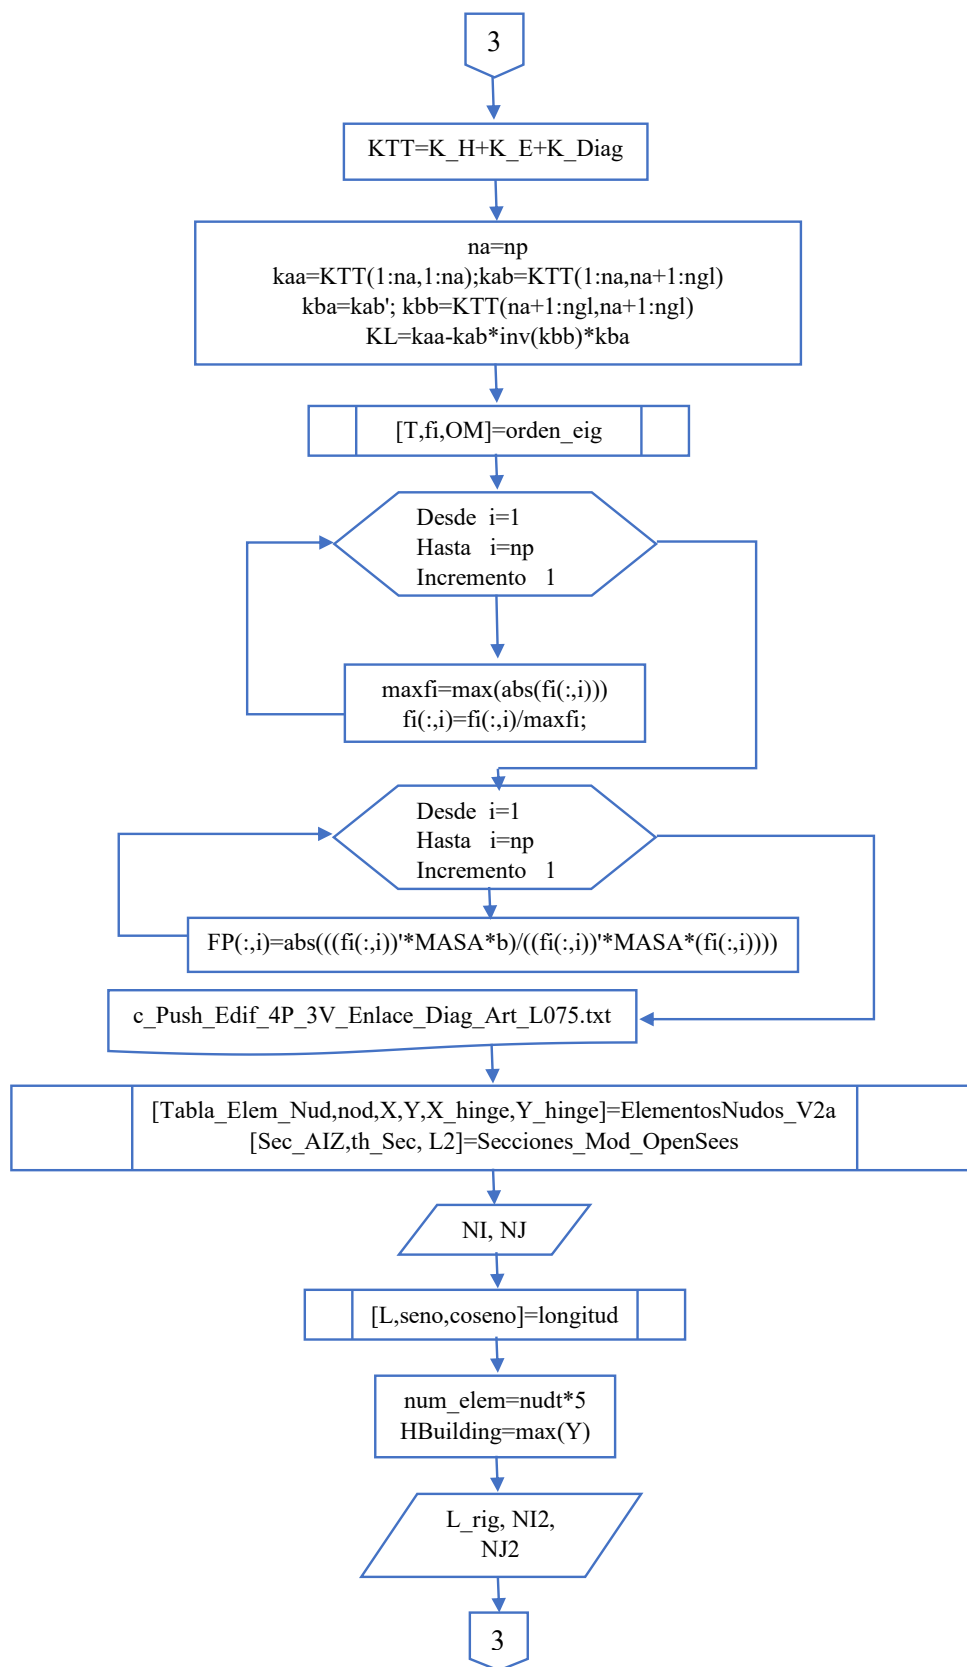 3
KTT=K_H+K_E+K_Diag
na=np
kaa=KTT(1:na,1:na);kab=KTT(1:na,na+1:ngl)
kba=kab'; kbb=KTT(na+1:ngl,na+1:ngl)
KL=kaa-kab*inv(kbb)*kba
[T,fi,OM]=orden_eig
Desde i=1
Hasta i=np
Incremento 1
maxfi=max(abs(fi(:,i)))
fi(:,i)=fi(:,i)/maxfi;
Desde i=1
Hasta i=np
Incremento 1
FP(:,i)=abs(((fi(:,i))'*MASA*b)/((fi(:,i))'*MASA*(fi(:,i))))
c_Push_Edif_4P_3V_Enlace_Diag_Art_L075.txt
[Tabla_Elem_Nud,nod,X,Y,X_hinge,Y_hinge]=ElementosNudos_V2a
[Sec_AIZ,th_Sec, L2]=Secciones_Mod_OpenSees
NI, NJ
[L,seno,coseno]=longitud
num_elem=nudt*5
HBuilding=max(Y)
L_rig, NI2,
NJ2
3